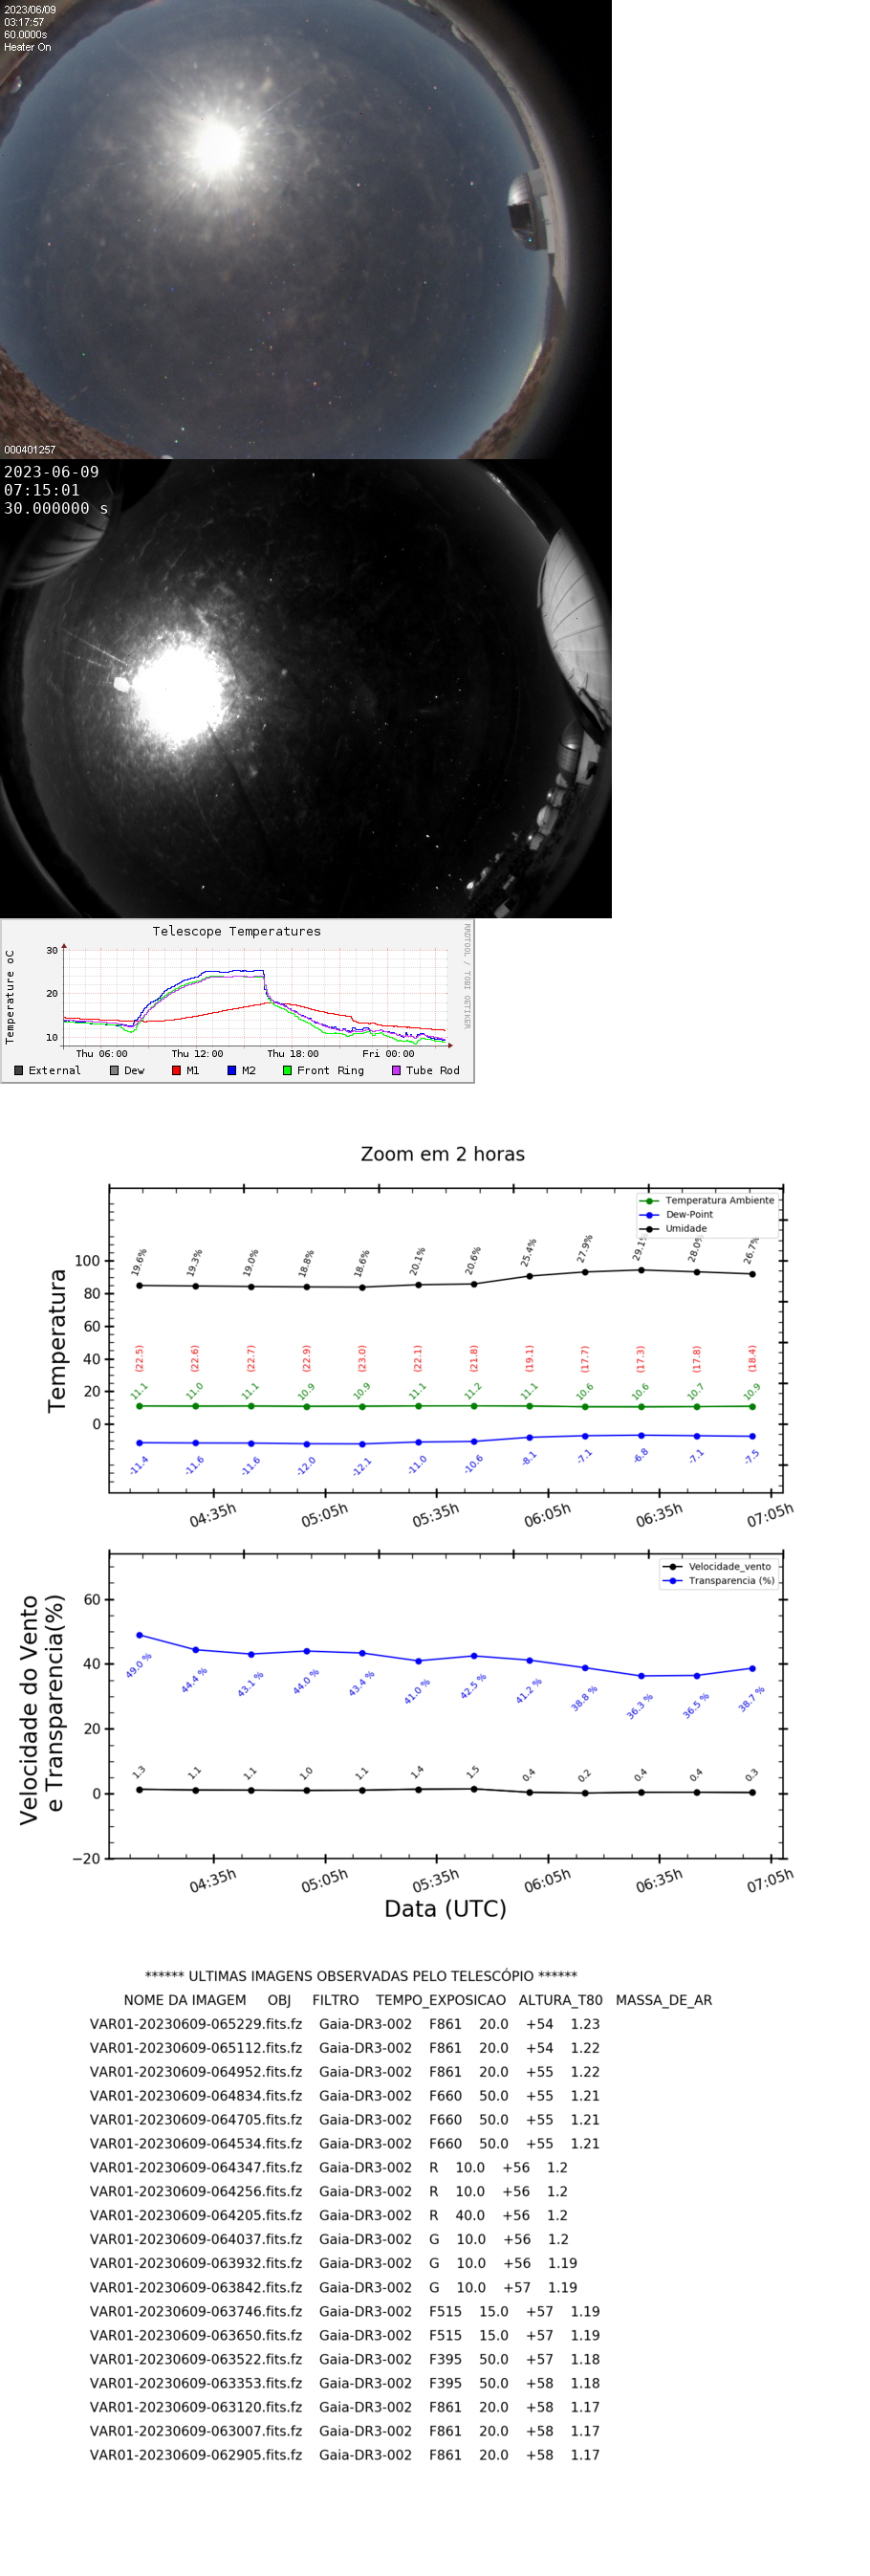 2023/06/09
03:17:57
60.0000s
Heater On
000401257
2023-06-09
07:15:01
30.000000 s
Telescope Temperatures
RRDTOOL / TOBI OETIKER
Temperature oC
30
20
10
Thu 06:00 Thu 12:00 Thu 18:00 Fri 00:00
External Dew M1 M2 Front Ring Tube Rod
Zoom em 2 horas
Temperatura Ambiente
Dew-Point
Umidade
Temperatura
100
80
60
40
20
0
19.6% 19.3% 19.0% 18.8% 18.6% 20.1% 20.6% 25.4% 27.9% 29.1% 28.0% 26.7%
(22.5) (22.6) (22.7) (22.9) (23.0) (22.1) (21.8) (19.1) (17.7) (17.3) (17.8) (18.4)
11.1 11.0 11.1 10.9 10.9 11.1 11.2 11.1 10.6 10.6 10.7 10.9
-11.4 -11.6 -11.6 -12.0 -12.1 -11.0 -10.6 -8.1 -7.1 -6.8 -7.1 -7.5
04:35h 05:05h 05:35h 06:05h 06:35h 07:05h
Velocidade_vento
Transparencia (%)
Velocidade do Vento
e Transparencia(%)
60
40
20
0
−20
49.0 % 44.4 % 43.1 % 44.0 % 43.4 % 41.0 % 42.5 % 41.2 % 38.8 % 36.3 % 36.5 % 38.7 %
1.3 1.1 1.1 1.0 1.1 1.4 1.5 0.4 0.2 0.4 0.4 0.3
04:35h 05:05h 05:35h 06:05h 06:35h 07:05h
Data (UTC)
****** ULTIMAS IMAGENS OBSERVADAS PELO TELESCÓPIO ******
NOME DA IMAGEM OBJ FILTRO TEMPO_EXPOSICAO ALTURA_T80 MASSA_DE_AR
VAR01-20230609-065229.fits.fz Gaia-DR3-002 F861 20.0 +54 1.23
VAR01-20230609-065112.fits.fz Gaia-DR3-002 F861 20.0 +54 1.22
VAR01-20230609-064952.fits.fz Gaia-DR3-002 F861 20.0 +55 1.22
VAR01-20230609-064834.fits.fz Gaia-DR3-002 F660 50.0 +55 1.21
VAR01-20230609-064705.fits.fz Gaia-DR3-002 F660 50.0 +55 1.21
VAR01-20230609-064534.fits.fz Gaia-DR3-002 F660 50.0 +55 1.21
VAR01-20230609-064347.fits.fz Gaia-DR3-002 R 10.0 +56 1.2
VAR01-20230609-064256.fits.fz Gaia-DR3-002 R 10.0 +56 1.2
VAR01-20230609-064205.fits.fz Gaia-DR3-002 R 40.0 +56 1.2
VAR01-20230609-064037.fits.fz Gaia-DR3-002 G 10.0 +56 1.2
VAR01-20230609-063932.fits.fz Gaia-DR3-002 G 10.0 +56 1.19
VAR01-20230609-063842.fits.fz Gaia-DR3-002 G 10.0 +57 1.19
VAR01-20230609-063746.fits.fz Gaia-DR3-002 F515 15.0 +57 1.19
VAR01-20230609-063650.fits.fz Gaia-DR3-002 F515 15.0 +57 1.19
VAR01-20230609-063522.fits.fz Gaia-DR3-002 F395 50.0 +57 1.18
VAR01-20230609-063353.fits.fz Gaia-DR3-002 F395 50.0 +58 1.18
VAR01-20230609-063120.fits.fz Gaia-DR3-002 F861 20.0 +58 1.17
VAR01-20230609-063007.fits.fz Gaia-DR3-002 F861 20.0 +58 1.17
VAR01-20230609-062905.fits.fz Gaia-DR3-002 F861 20.0 +58 1.17